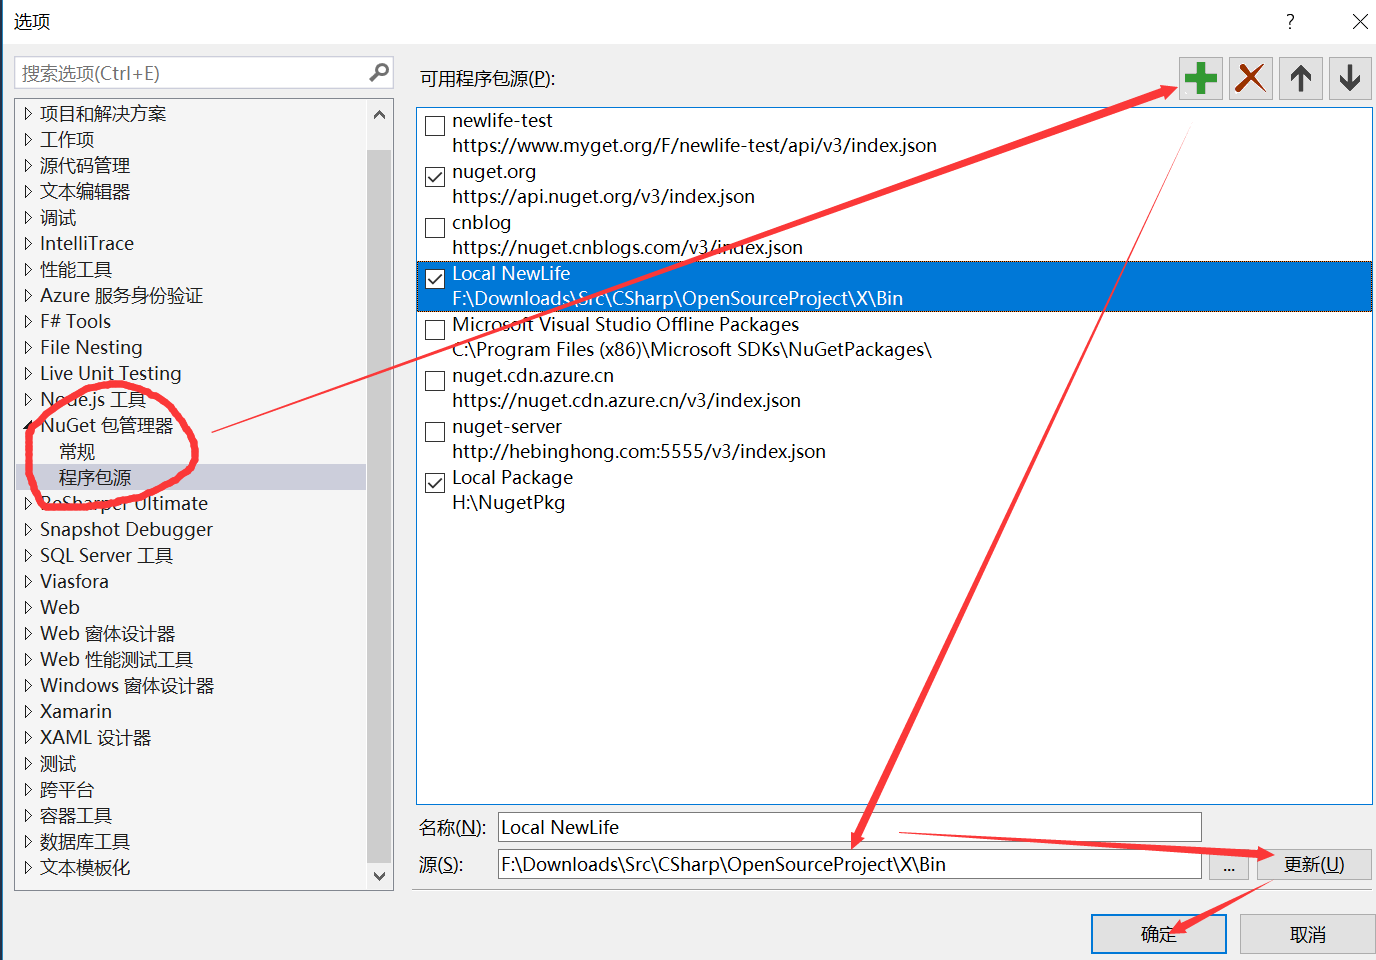 选项
搜索选项(Ctrl+E)
项目和解决方案
工作项
源代码管理
文本编辑器
调试
IntelliTrace
性能工具
Azure 服务身份验证
F# Tools
File Nesting
Live Unit Testing
Node.js 工具
NuGet 包管理器
常规
程序包源
ReSharper Ultimate
Snapshot Debugger
SQL Server 工具
Viasfora
Web
Web 窗体设计器
Web 性能测试工具
Windows 窗体设计器
Xamarin
XAML 设计器
测试
跨平台
容器工具
数据库工具
文本模板化
可用程序包源(P):
newlife-test
https://www.myget.org/F/newlife-test/api/v3/index.json
nuget.org
https://api.nuget.org/v3/index.json
cnblog
https://nuget.cnblogs.com/v3/index.json
Local NewLife
F:\Downloads\Src\CSharp\OpenSourceProject\X\Bin
Microsoft Visual Studio Offline Packages
C:\Program Files (x86)\Microsoft SDKs\NuGetPackages\
nuget.cdn.azure.cn
https://nuget.cdn.azure.cn/v3/index.json
nuget-server
http://hebinghong.com:5555/v3/index.json
Local Package
H:\NugetPkg
名称(N): Local NewLife
源(S): F:\Downloads\Src\CSharp\OpenSourceProject\X\Bin ... 更新(U)
确定 取消